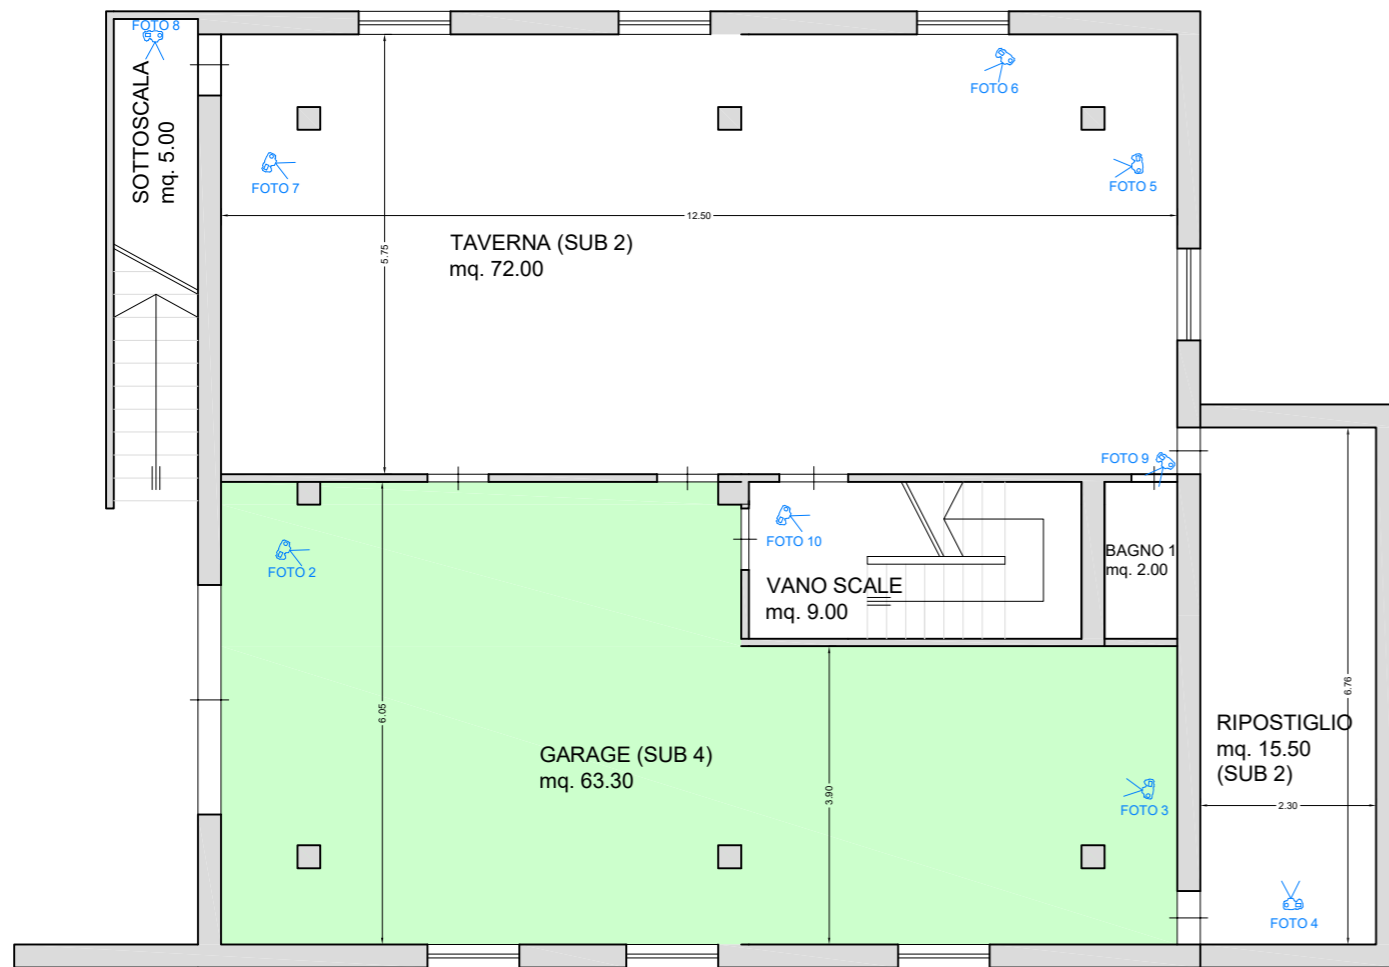 FOTO 8
SOTTOSCALA
mq. 5.00
FOTO 6
FOTO 7
FOTO 5
12.50
5.75
TAVERNA (SUB 2)
mq. 72.00
FOTO 9
FOTO 2
FOTO 10
VANO SCALE
mq. 9.00
BAGNO 1
mq. 2.00
6.05
GARAGE (SUB 4)
mq. 63.30
3.90
FOTO 3
6.76
RIPOSTIGLIO
mq. 15.50
(SUB 2)
2.30
FOTO 4